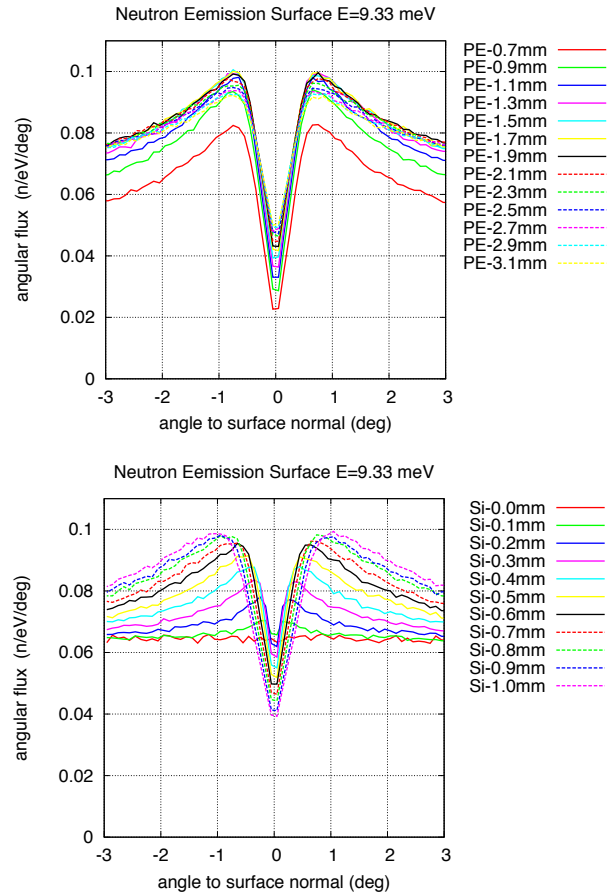 Neutron Eemission Surface E=9.33 meV
angular flux (n/eV/deg)
0.1
0.08
0.06
0.04
0.02
0
-3 -2 -1 0 1 2 3
angle to surface normal (deg)
PE-0.7mm
PE-0.9mm
PE-1.1mm
PE-1.3mm
PE-1.5mm
PE-1.7mm
PE-1.9mm
PE-2.1mm
PE-2.3mm
PE-2.5mm
PE-2.7mm
PE-2.9mm
PE-3.1mm
Neutron Eemission Surface E=9.33 meV
angular flux (n/eV/deg)
0.1
0.08
0.06
0.04
0.02
0
-3 -2 -1 0 1 2 3
angle to surface normal (deg)
Si-0.0mm
Si-0.1mm
Si-0.2mm
Si-0.3mm
Si-0.4mm
Si-0.5mm
Si-0.6mm
Si-0.7mm
Si-0.8mm
Si-0.9mm
Si-1.0mm